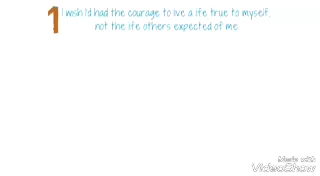 1 I wish I'd had the courage to live a life true to myself,
not the life others expected of me
Made with
VideoShow